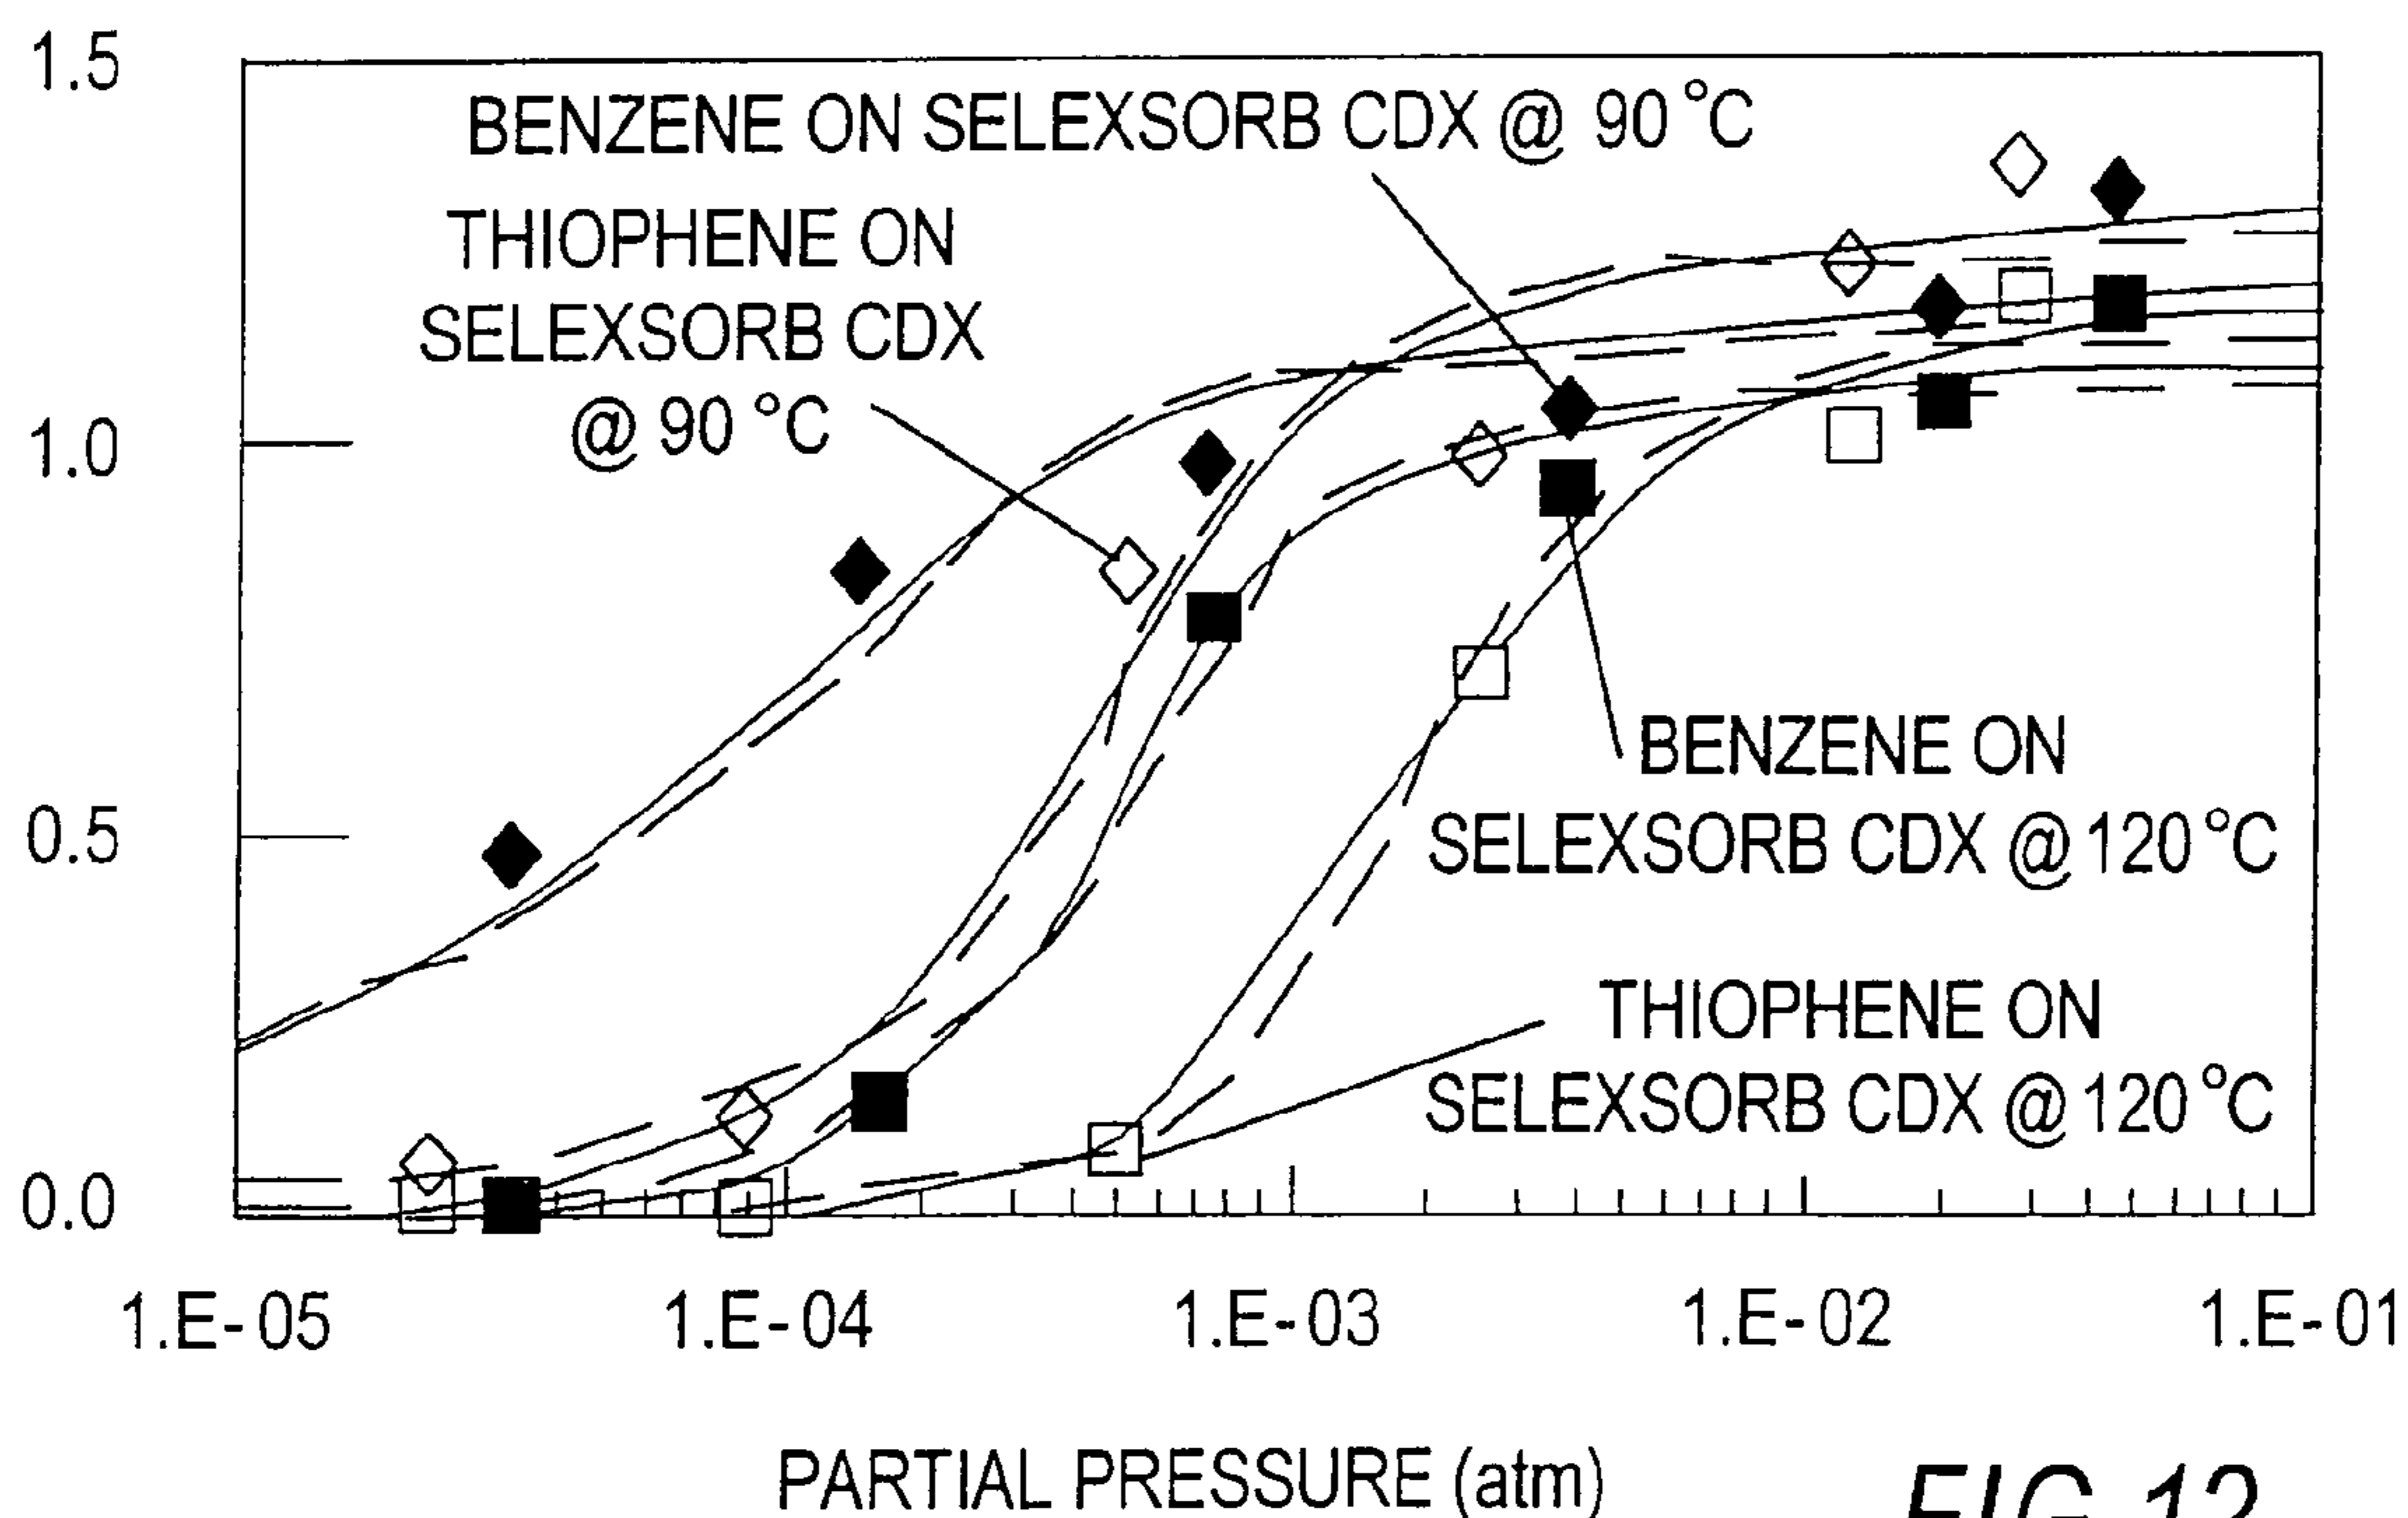 1.5
BENZENE ON SELEXSORB CDX @ 90 °C
THIOPHENE ON
SELEXSORB CDX
@ 90 °C
1.0
0.5
BENZENE ON
SELEXSORB CDX @ 120 °C
THIOPHENE ON
SELEXSORB CDX @ 120 °C
0.0
1.E-05 1.E-04 1.E-03 1.E-02 1.E-01
PARTIAL PRESSURE (atm)
FIG.12